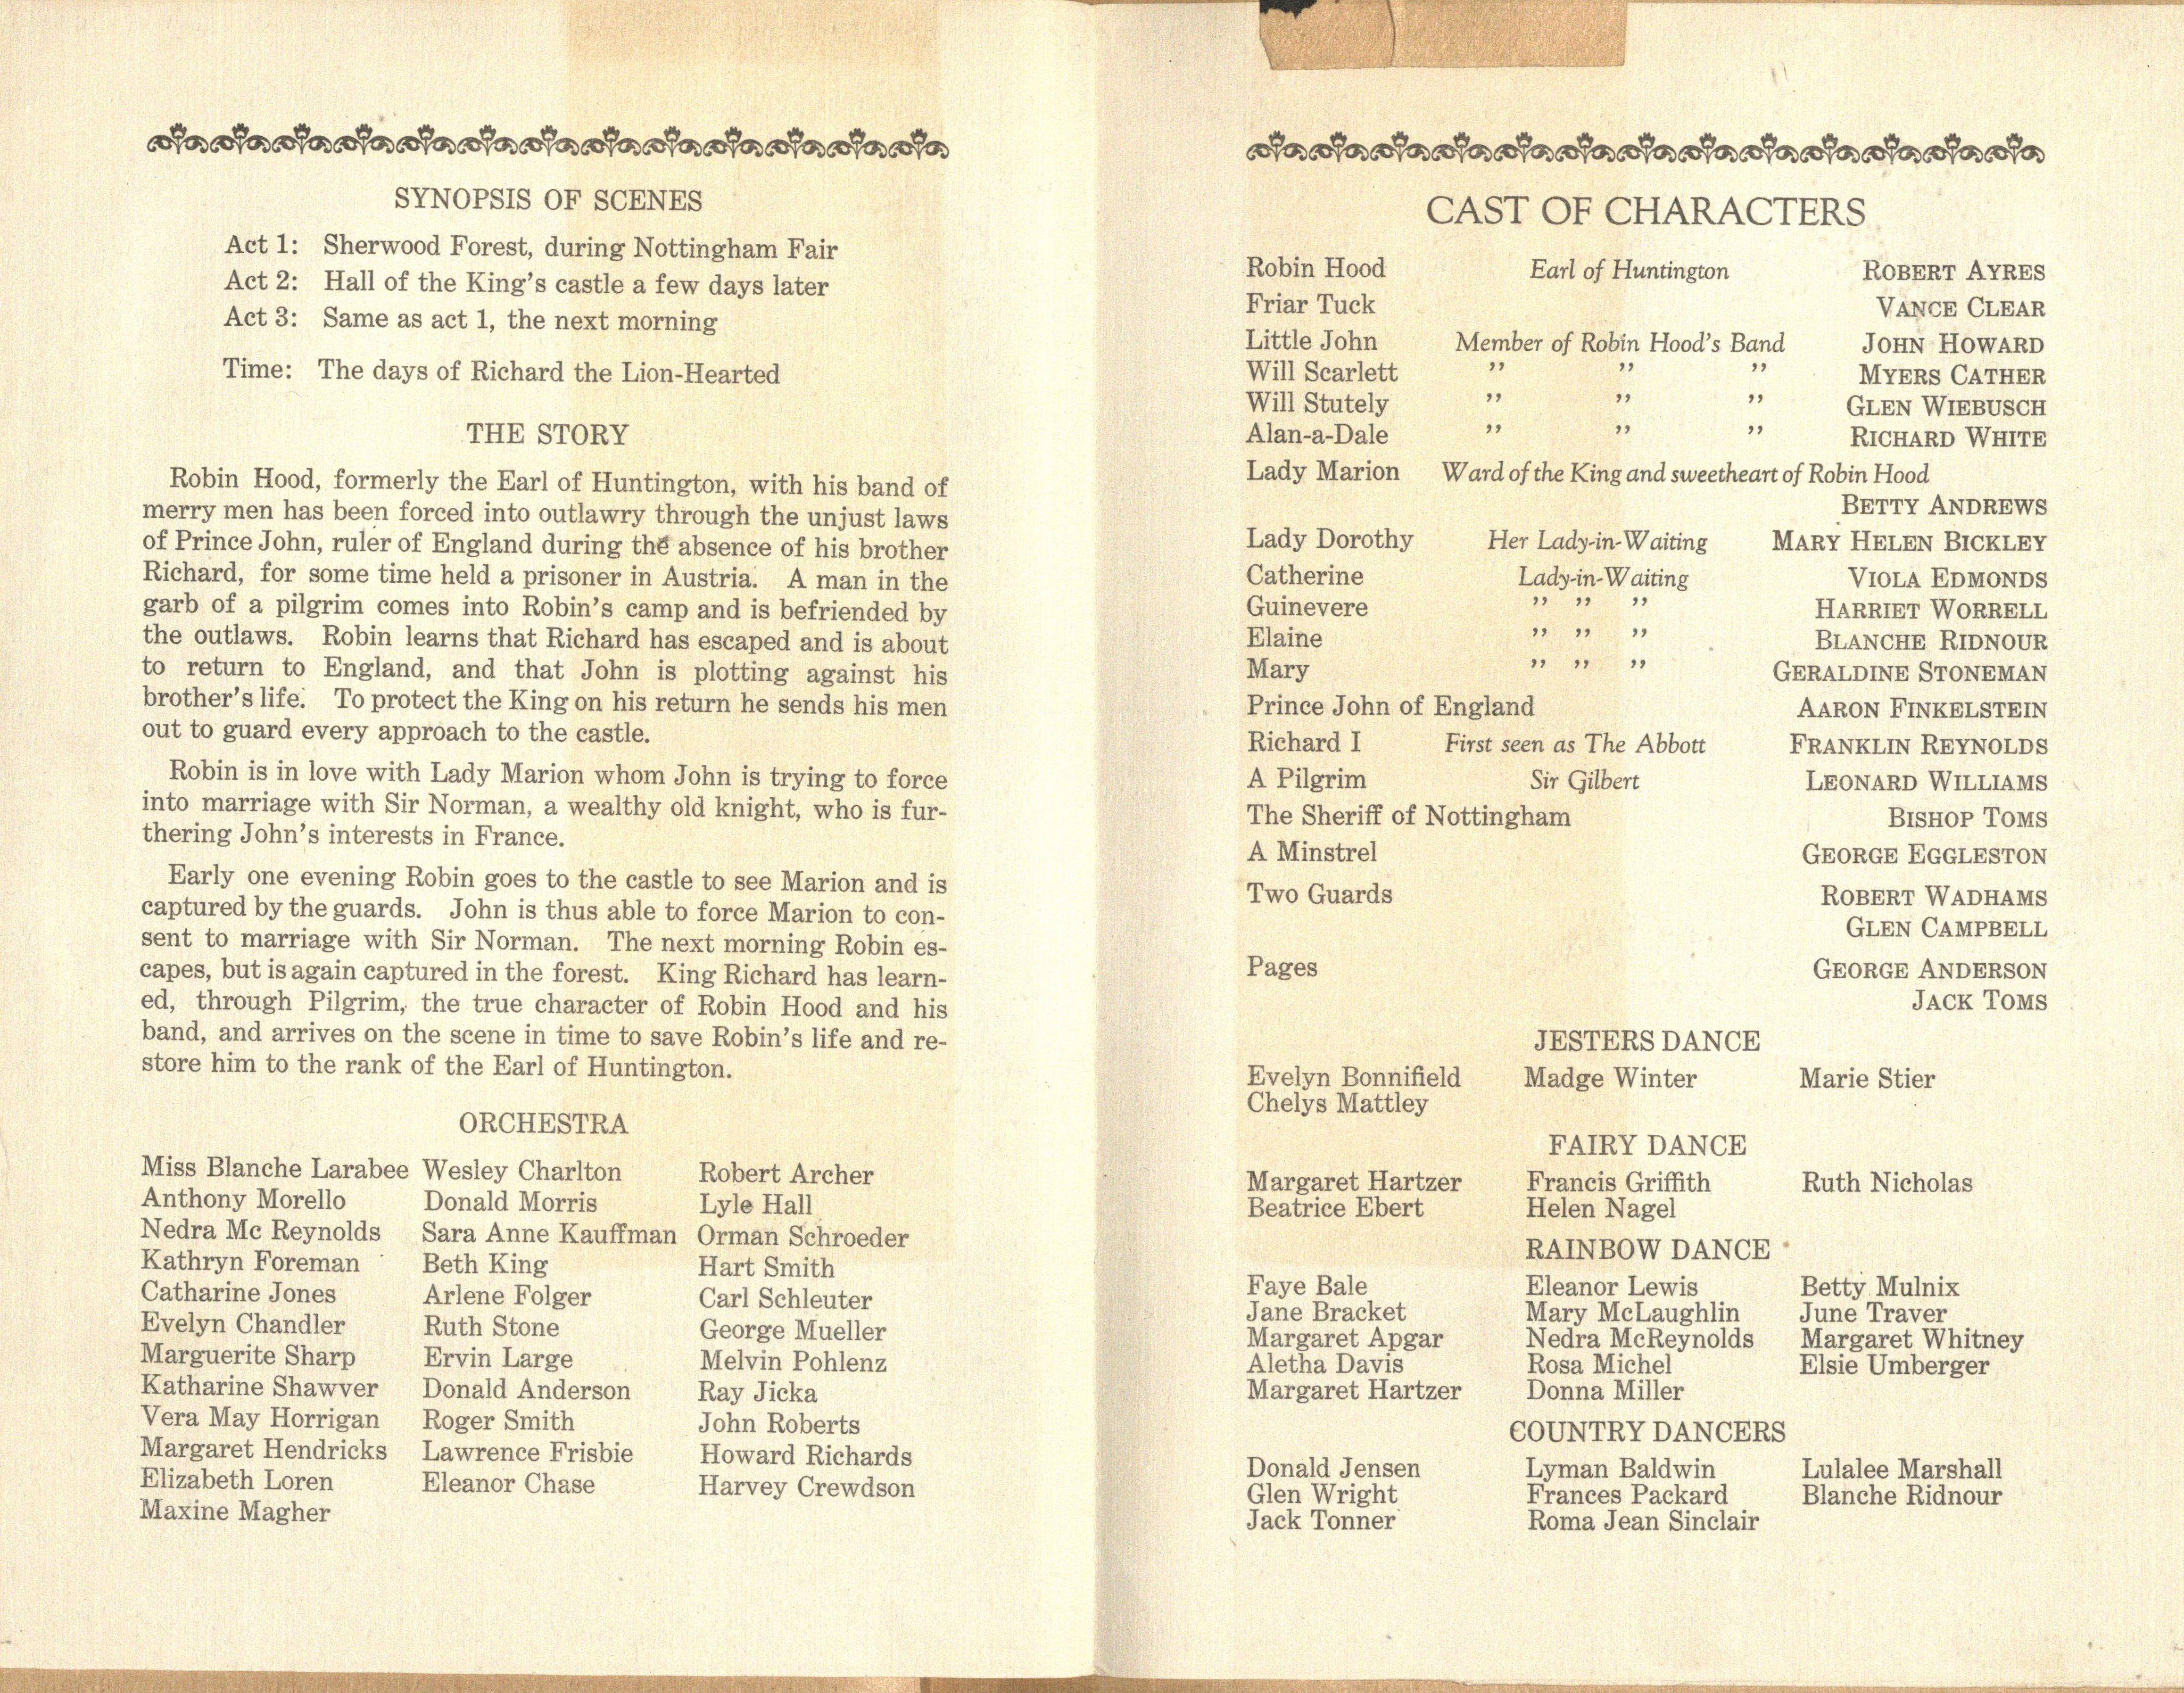 SYNOPSIS OF SCENES
Act 1: Sherwood Forest, during Nottingham Fair
Act 2: Hall of the King's castle a few days later
Act 3: Same as act 1, the next morning
Time: The days of Richard the Lion-Hearted
THE STORY
Robin Hood, formerly the Earl of Huntington, with his band of
merry men has been forced into outlawry through the unjust laws
of Prince John, ruler of England during the absence of his brother
Richard, for some time held a prisoner in Austria. A man in the
garb of a pilgrim comes into Robin's camp and is befriended by
the outlaws. Robin learns that Richard has escaped and is about
to return to England, and that John is plotting against his
brother's life. To protect the King on his return he sends his men
out to guard every approach to the castle.
Robin is in love with Lady Marion whom John is trying to force
into marriage with Sir Norman, a wealthy old knight, who is fur-
thering John's interests in France.
Early one evening Robin goes to the castle to see Marion and is
captured by the guards. John is thus able to force Marion to con-
sent to marriage with Sir Norman. The next morning Robin es-
capes, but is again captured in the forest. King Richard has learn-
ed, through Pilgrim, the true character of Robin Hood and his
band, and arrives on the scene in time to save Robin's life and re-
store him to the rank of the Earl of Huntington.
ORCHESTRA
Miss Blanche Larabee Wesley Charlton Robert Archer
Anthony Morello Donald Morris Lyle Hall
Nedra Mc Reynolds Sara Anne Kauffman Orman Schroeder
Kathryn Foreman Beth King Hart Smith
Catharine Jones Arlene Folger Carl Schleuter
Evelyn Chandler Ruth Stone George Mueller
Marguerite Sharp Ervin Large Melvin Pohlenz
Katharine Shawver Donald Anderson Ray Jicka
Vera May Horrigan Roger Smith John Roberts
Margaret Hendricks Lawrence Frisbie Howard Richards
Elizabeth Loren Eleanor Chase Harvey Crewdson
Maxine Magher
CAST OF CHARACTERS
Robin Hood Earl of Huntington ROBERT AYRES
Friar Tuck VANCE CLEAR
Little John Member of Robin Hood's Band JOHN HOWARD
Will Scarlett " " " MYERS CATHER
Will Stutely " " " GLEN WIEBUSCH
Alan-a-Dale " " " RICHARD WHITE
Lady Marion Ward of the King and sweetheart of Robin Hood
BETTY ANDREWS
Lady Dorothy Her Lady-in-Waiting MARY HELEN BICKLEY
Catherine Lady-in-Waiting VIOLA EDMONDS
Guinevere " " " HARRIET WORRELL
Elaine " " " BLANCHE RIDNOUR
Mary " " " GERALDINE STONEMAN
Prince John of England AARON FINKELSTEIN
Richard I First seen as The Abbott FRANKLIN REYNOLDS
A Pilgrim Sir Gilbert LEONARD WILLIAMS
The Sheriff of Nottingham BISHOP TOMS
A Minstrel GEORGE EGGLESTON
Two Guards ROBERT WADHAMS
GLEN CAMPBELL
Pages GEORGE ANDERSON
JACK TOMS
JESTERS DANCE
Evelyn Bonnifield Madge Winter Marie Stier
Chelys Mattley
FAIRY DANCE
Margaret Hartzer Francis Griffith Ruth Nicholas
Beatrice Ebert Helen Nagel
RAINBOW DANCE
Faye Bale Eleanor Lewis Betty Mulnix
Jane Bracket Mary McLaughlin June Traver
Margaret Apgar Nedra McReynolds Margaret Whitney
Aletha Davis Rosa Michel Elsie Umberger
Margaret Hartzer Donna Miller
COUNTRY DANCERS
Donald Jensen Lyman Baldwin Lulalee Marshall
Glen Wright Frances Packard Blanche Ridnour
Jack Tonner Roma Jean Sinclair